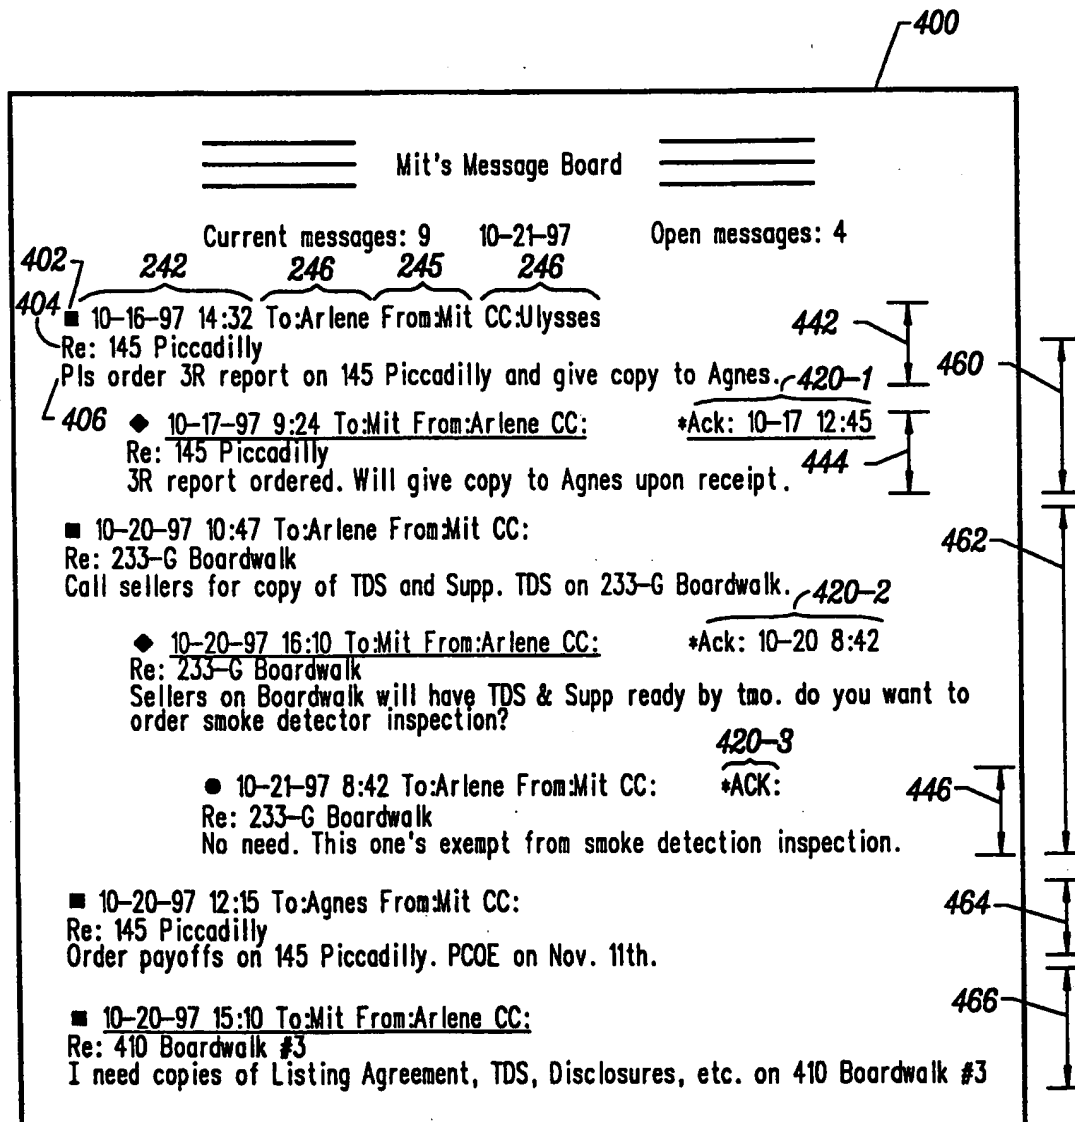 400
Mit's Message Board
Current messages: 9 10-21-97 Open messages: 4
402 242 246 245 246
404 ■ 10-16-97 14:32 To:Arlene From:Mit CC:Ulysses 442
Re: 145 Piccadilly 460
Pls order 3R report on 145 Piccadilly and give copy to Agnes. 420-1
406 ◆ 10-17-97 9:24 To:Mit From:Arlene CC: *Ack: 10-17 12:45
Re: 145 Piccadilly 444
3R report ordered. Will give copy to Agnes upon receipt.
■ 10-20-97 10:47 To:Arlene From:Mit CC: 462
Re: 233-G Boardwalk
Call sellers for copy of TDS and Supp. TDS on 233-G Boardwalk. 420-2
◆ 10-20-97 16:10 To:Mit From:Arlene CC: *Ack: 10-20 8:42
Re: 233-G Boardwalk
Sellers on Boardwalk will have TDS & Supp ready by tmo. do you want to
order smoke detector inspection?
420-3
● 10-21-97 8:42 To:Arlene From:Mit CC: *ACK: 446
Re: 233-G Boardwalk
No need. This one's exempt from smoke detection inspection.
■ 10-20-97 12:15 To:Agnes From:Mit CC: 464
Re: 145 Piccadilly
Order payoffs on 145 Piccadilly. PCOE on Nov. 11th.
466
■ 10-20-97 15:10 To:Mit From:Arlene CC:
Re: 410 Boardwalk #3
I need copies of Listing Agreement, TDS, Disclosures, etc. on 410 Boardwalk #3